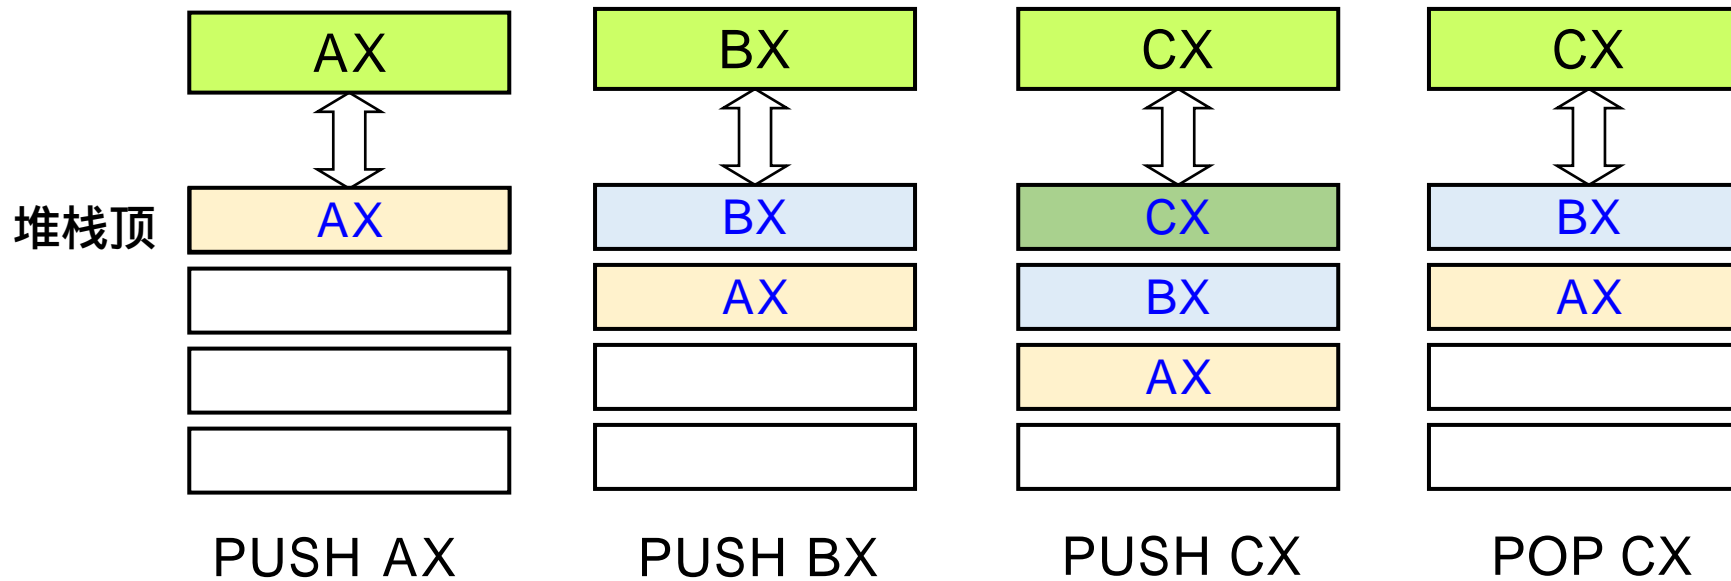 AX
BX
CX
CX
堆栈顶
AX
BX
CX
BX
AX
BX
AX
AX
PUSH AX
PUSH BX
PUSH CX
POP CX